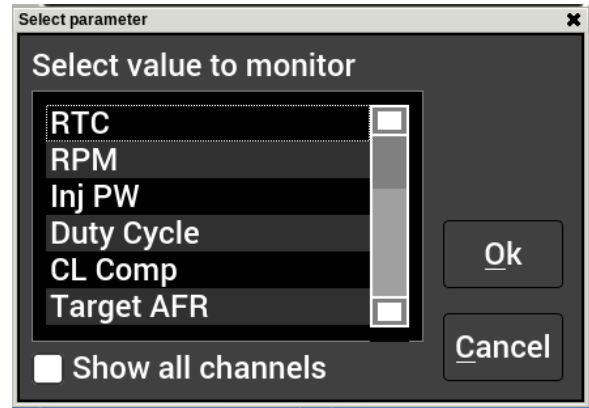 Select parameter
Select value to monitor
RTC
RPM
Inj PW
Duty Cycle
CL Comp
Target AFR
Ok
Cancel
Show all channels